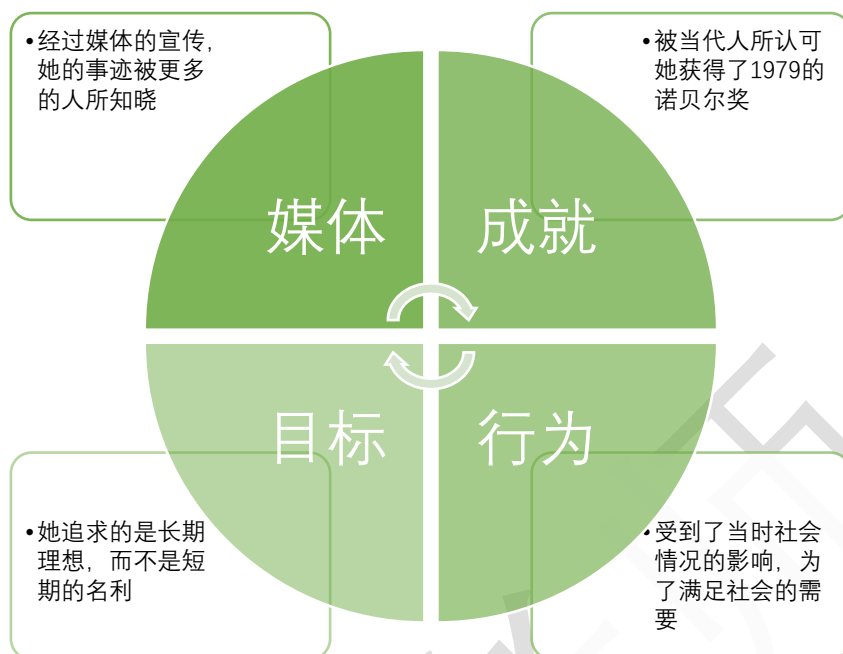 •经过媒体的宣传，
她的事迹被更多
的人所知晓
•被当代人所认可
她获得了1979的
诺贝尔奖
媒体
成就
目标
行为
•她追求的是长期
理想，而不是短
期的名利
•受到了当时社会
情况的影响，为
了满足社会的需
要